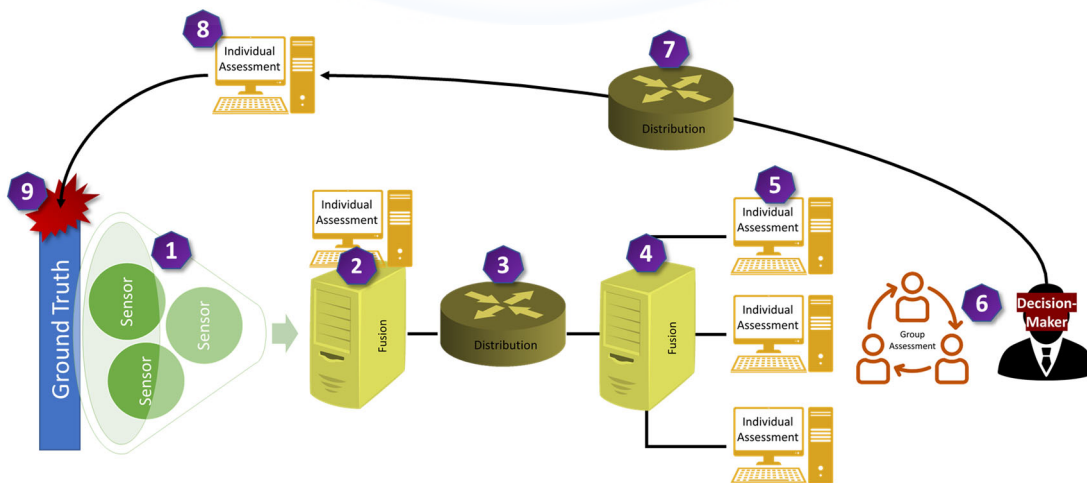 8
Individual
Assessment
7
Distribution
9
1
Ground Truth
Sensor
Sensor
Sensor
Individual
Assessment
2
Fusion
3
Distribution
4
Fusion
5
Individual
Assessment
Individual
Assessment
Individual
Assessment
Group
Assessment
6
Decision-
Maker